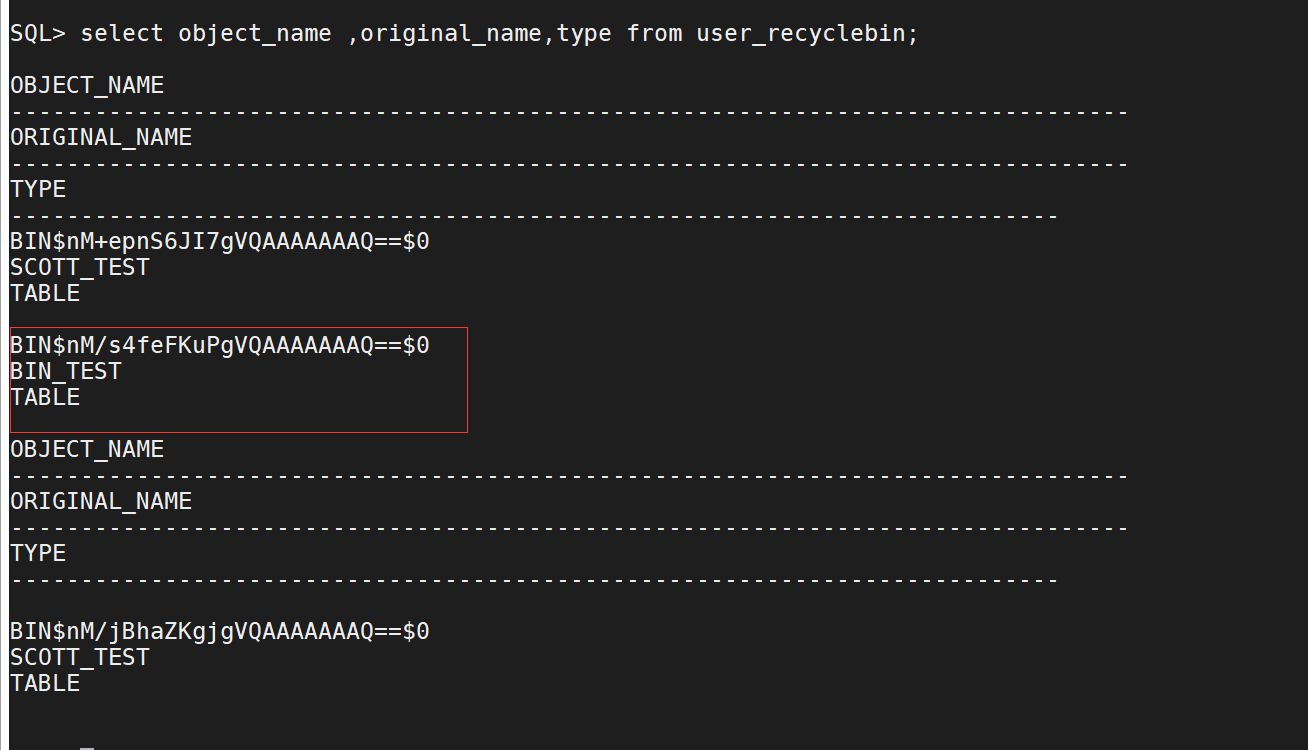 SQL> select object_name ,original_name,type from user_recyclebin;
OBJECT_NAME
--------------------------------------------------------------------------------
ORIGINAL_NAME
--------------------------------------------------------------------------------
TYPE
---------------------------------------------------------------------------
BIN$nM+epnS6JI7gVQAAAAAAAQ==$0
SCOTT_TEST
TABLE
BIN$nM/s4feFKuPgVQAAAAAAAQ==$0
BIN_TEST
TABLE
OBJECT_NAME
--------------------------------------------------------------------------------
ORIGINAL_NAME
--------------------------------------------------------------------------------
TYPE
---------------------------------------------------------------------------
BIN$nM/jBhaZKgjgVQAAAAAAAQ==$0
SCOTT_TEST
TABLE